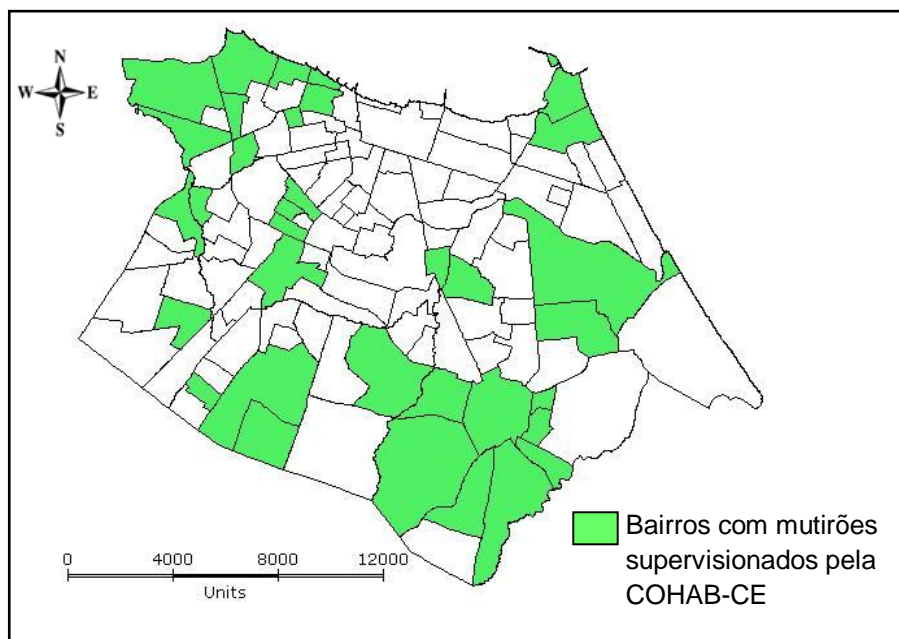 N
W E
S
0 4000 8000 12000
Units
Bairros com mutirões
supervisionados pela
COHAB-CE